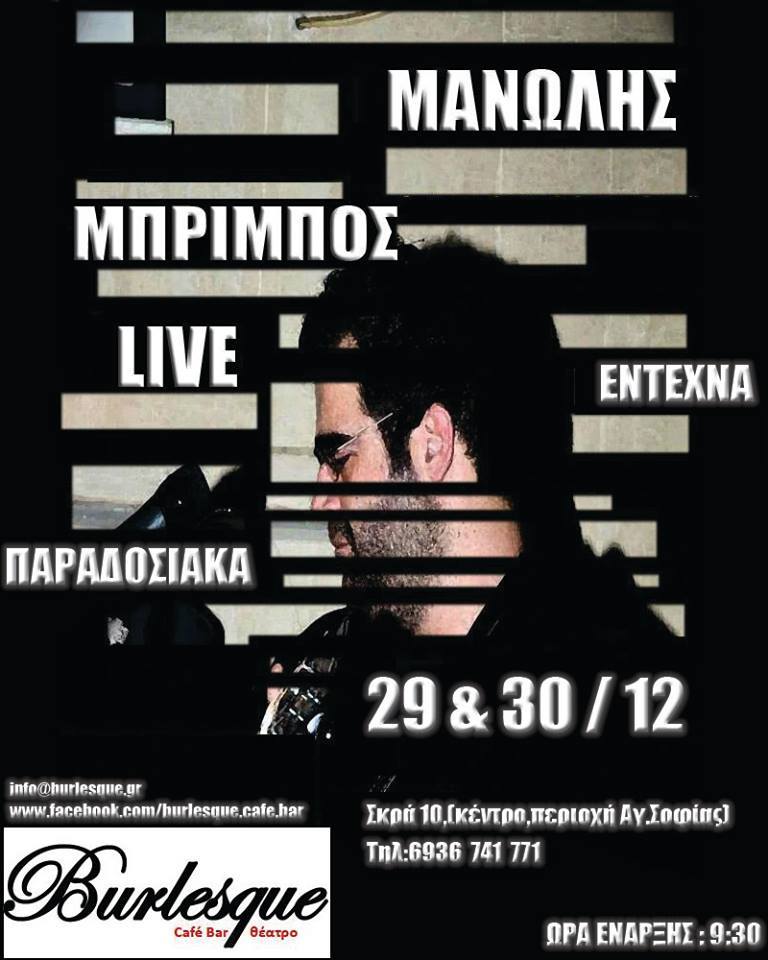 ΜΑΝΩΛΗΣ
ΜΠΡΙΜΠΟΣ
LIVE
ΕΝΤΕΧΝΑ
ΠΑΡΑΔΟΣΙΑΚΑ
29 & 30 / 12
info@burlesque.gr
www.facebook.com/burlesque.cafe.bar
Σκρά 10,(κέντρο,περιοχή Αγ.Σοφίας)
Τηλ:6936 741 771
Burlesque
Café Bar θέατρο
ΩΡΑ ΕΝΑΡΞΗΣ : 9:30